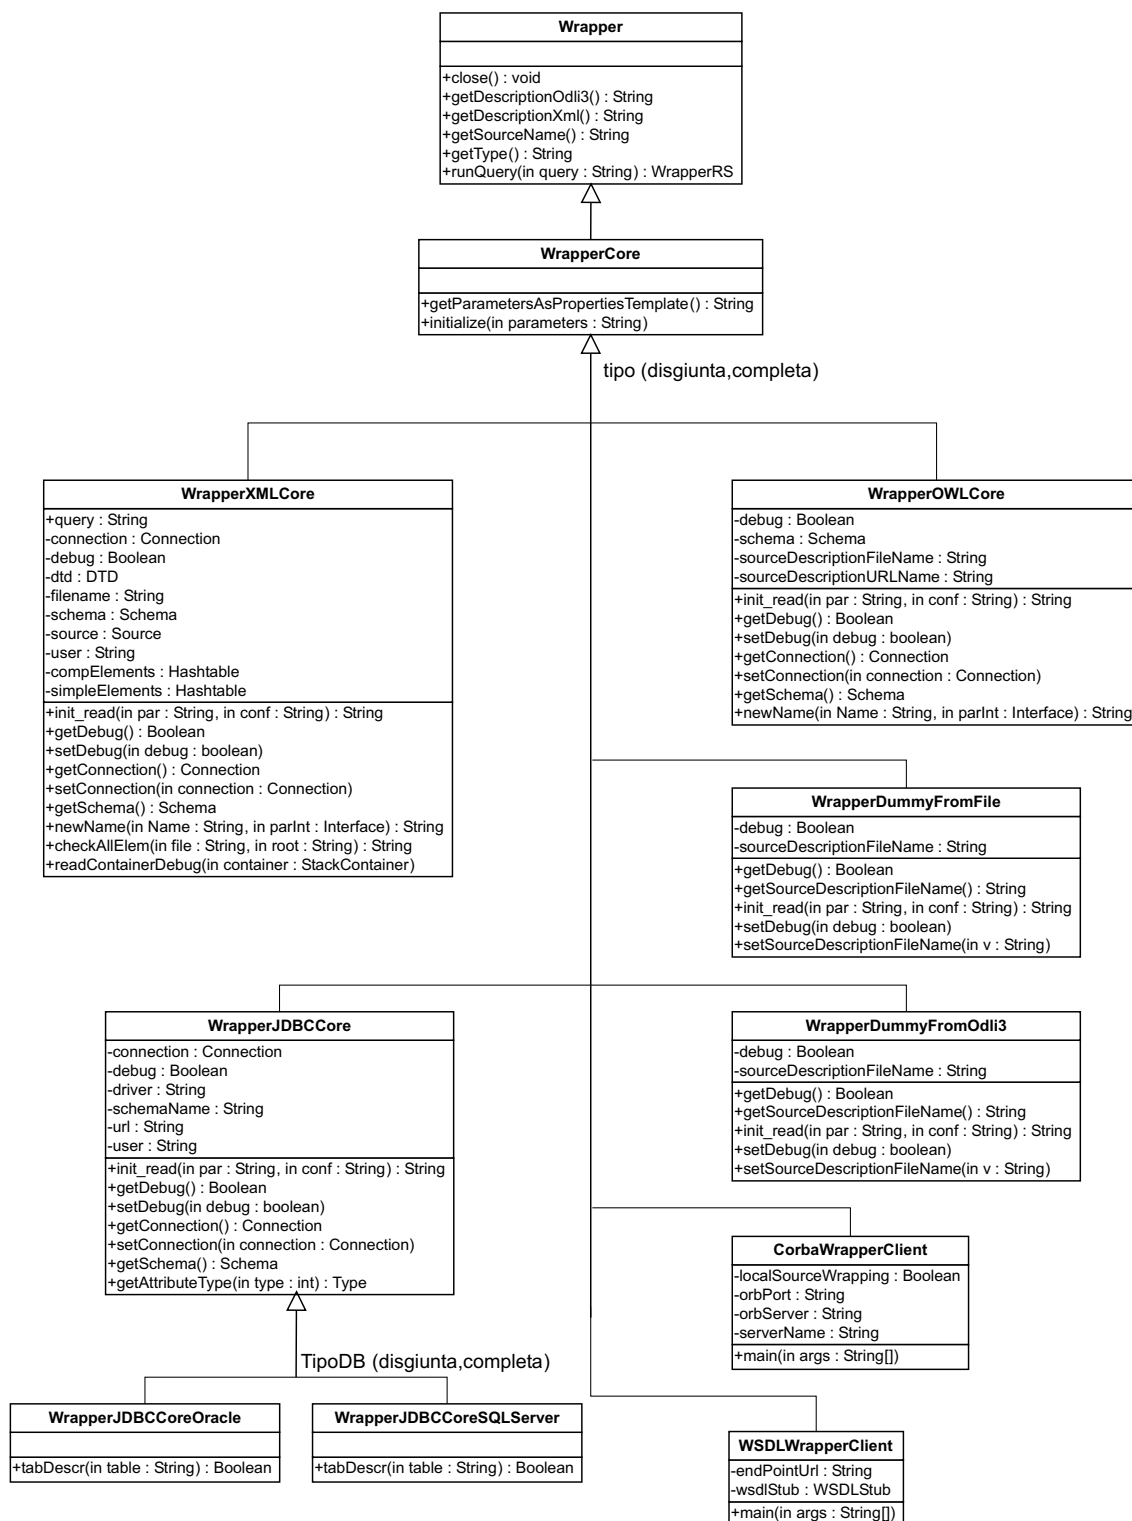 Wrapper
+close() : void
+getDescriptionOdli3() : String
+getDescriptionXml() : String
+getSourceName() : String
+getType() : String
+runQuery(in query : String) : WrapperRS
WrapperCore
+getParametersAsPropertiesTemplate() : String
+initialize(in parameters : String)
tipo (disgiunta,completa)
WrapperXMLCore
+query : String
-connection : Connection
-debug : Boolean
-dtd : DTD
-filename : String
-schema : Schema
-source : Source
-user : String
-compElements : Hashtable
-simpleElements : Hashtable
+init_read(in par : String, in conf : String) : String
+getDebug() : Boolean
+setDebug(in debug : boolean)
+getConnection() : Connection
+setConnection(in connection : Connection)
+getSchema() : Schema
+newName(in Name : String, in parInt : Interface) : String
+checkAllElem(in file : String, in root : String) : String
+readContainerDebug(in container : StackContainer)
WrapperOWLCore
-debug : Boolean
-schema : Schema
-sourceDescriptionFileName : String
-sourceDescriptionURLName : String
+init_read(in par : String, in conf : String) : String
+getDebug() : Boolean
+setDebug(in debug : boolean)
+getConnection() : Connection
+setConnection(in connection : Connection)
+getSchema() : Schema
+newName(in Name : String, in parInt : Interface) : String
WrapperDummyFromFile
-debug : Boolean
-sourceDescriptionFileName : String
+getDebug() : Boolean
+getSourceDescriptionFileName() : String
+init_read(in par : String, in conf : String) : String
+setDebug(in debug : boolean)
+setSourceDescriptionFileName(in v : String)
WrapperJDBCCore
-connection : Connection
-debug : Boolean
-driver : String
-schemaName : String
-url : String
-user : String
+init_read(in par : String, in conf : String) : String
+getDebug() : Boolean
+setDebug(in debug : boolean)
+getConnection() : Connection
+setConnection(in connection : Connection)
+getSchema() : Schema
+getAttributeType(in type : int) : Type
WrapperDummyFromOdli3
-debug : Boolean
-sourceDescriptionFileName : String
+getDebug() : Boolean
+getSourceDescriptionFileName() : String
+init_read(in par : String, in conf : String) : String
+setDebug(in debug : boolean)
+setSourceDescriptionFileName(in v : String)
CorbaWrapperClient
-localSourceWrapping : Boolean
-orbPort : String
-orbServer : String
-serverName : String
+main(in args : String[])
TipoDB (disgiunta,completa)
WrapperJDBCCoreOracle
+tabDescr(in table : String) : Boolean
WrapperJDBCCoreSQLServer
+tabDescr(in table : String) : Boolean
WSDLWrapperClient
-endPointUrl : String
-wsdlStub : WSDLStub
+main(in args : String[])